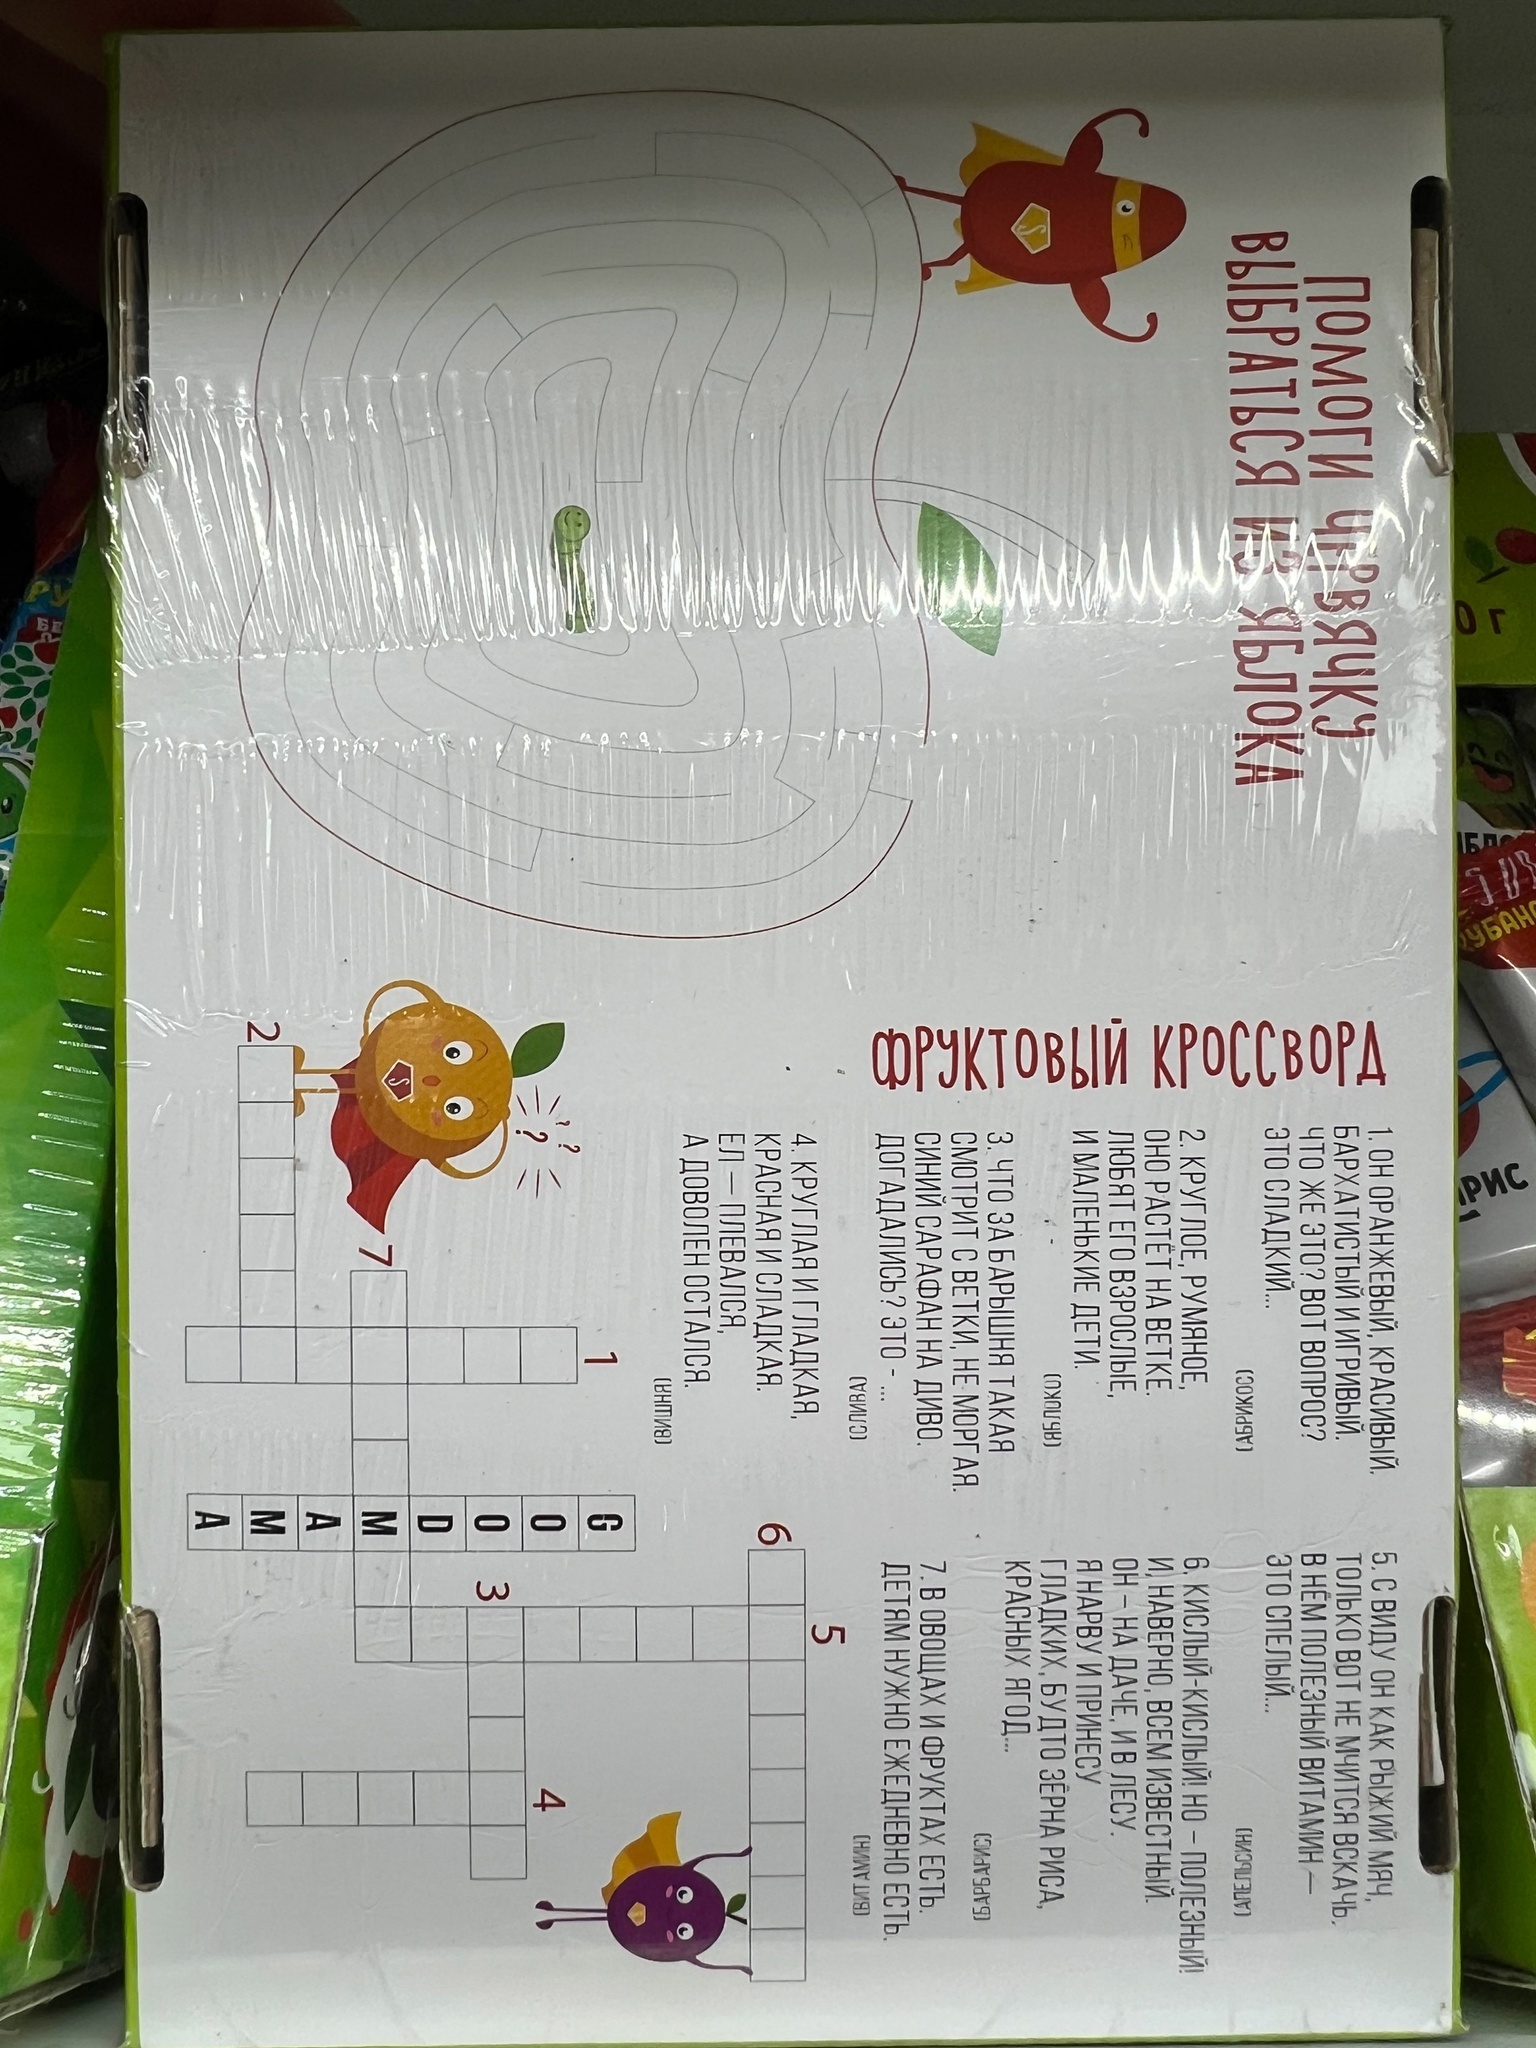 ПОМОГИ ЧЕРВЯЧКУ
ВЫБРАТЬСЯ ИЗ ЯБЛОКА
S
ФРУКТОВЫЙ КРОССВОРД
1. ОН ОРАНЖЕВЫЙ, КРАСИВЫЙ.
БАРХАТИСТЫЙ И ИГРИВЫЙ.
ЧТО ЖЕ ЭТО? ВОТ ВОПРОС?
ЭТО СЛАДКИЙ...
(АБРИКОС)
2. КРУГЛОЕ, РУМЯНОЕ,
ОНО РАСТЁТ НА ВЕТКЕ.
ЛЮБЯТ ЕГО ВЗРОСЛЫЕ,
И МАЛЕНЬКИЕ ДЕТИ.
(ЯБЛОКО)
3. ЧТО ЗА БАРЫШНЯ ТАКАЯ
СМОТРИТ С ВЕТКИ, НЕ МОРГАЯ.
СИНИЙ САРАФАН НА ДИВО.
ДОГАДАЛИСЬ? ЭТО - ...
(СЛИВА)
4. КРУГЛАЯ И ГЛАДКАЯ,
КРАСНАЯ И СЛАДКАЯ.
ЕЛ — ПЛЕВАЛСЯ,
А ДОВОЛЕН ОСТАЛСЯ.
(ВИШНЯ)
5. С ВИДУ ОН КАК РЫЖИЙ МЯЧ,
ТОЛЬКО ВОТ НЕ МЧИТСЯ ВСКАЧЬ.
В НЁМ ПОЛЕЗНЫЙ ВИТАМИН —
ЭТО СПЕЛЫЙ...
(АПЕЛЬСИН)
6. КИСЛЫЙ-КИСЛЫЙ! НО – ПОЛЕЗНЫЙ!
И, НАВЕРНО, ВСЕМ ИЗВЕСТНЫЙ.
ОН – НА ДАЧЕ, И В ЛЕСУ.
Я НАРВУ И ПРИНЕСУ
ГЛАДКИХ, БУДТО ЗЁРНА РИСА,
КРАСНЫХ ЯГОД...
(БАРБАРИС)
7. В ОВОЩАХ И ФРУКТАХ ЕСТЬ.
ДЕТЯМ НУЖНО ЕЖЕДНЕВНО ЕСТЬ.
(ВИТАМИН)
6
5
1
3
4
7
2
S
G
O
O
D
M
A
M
A
0 г